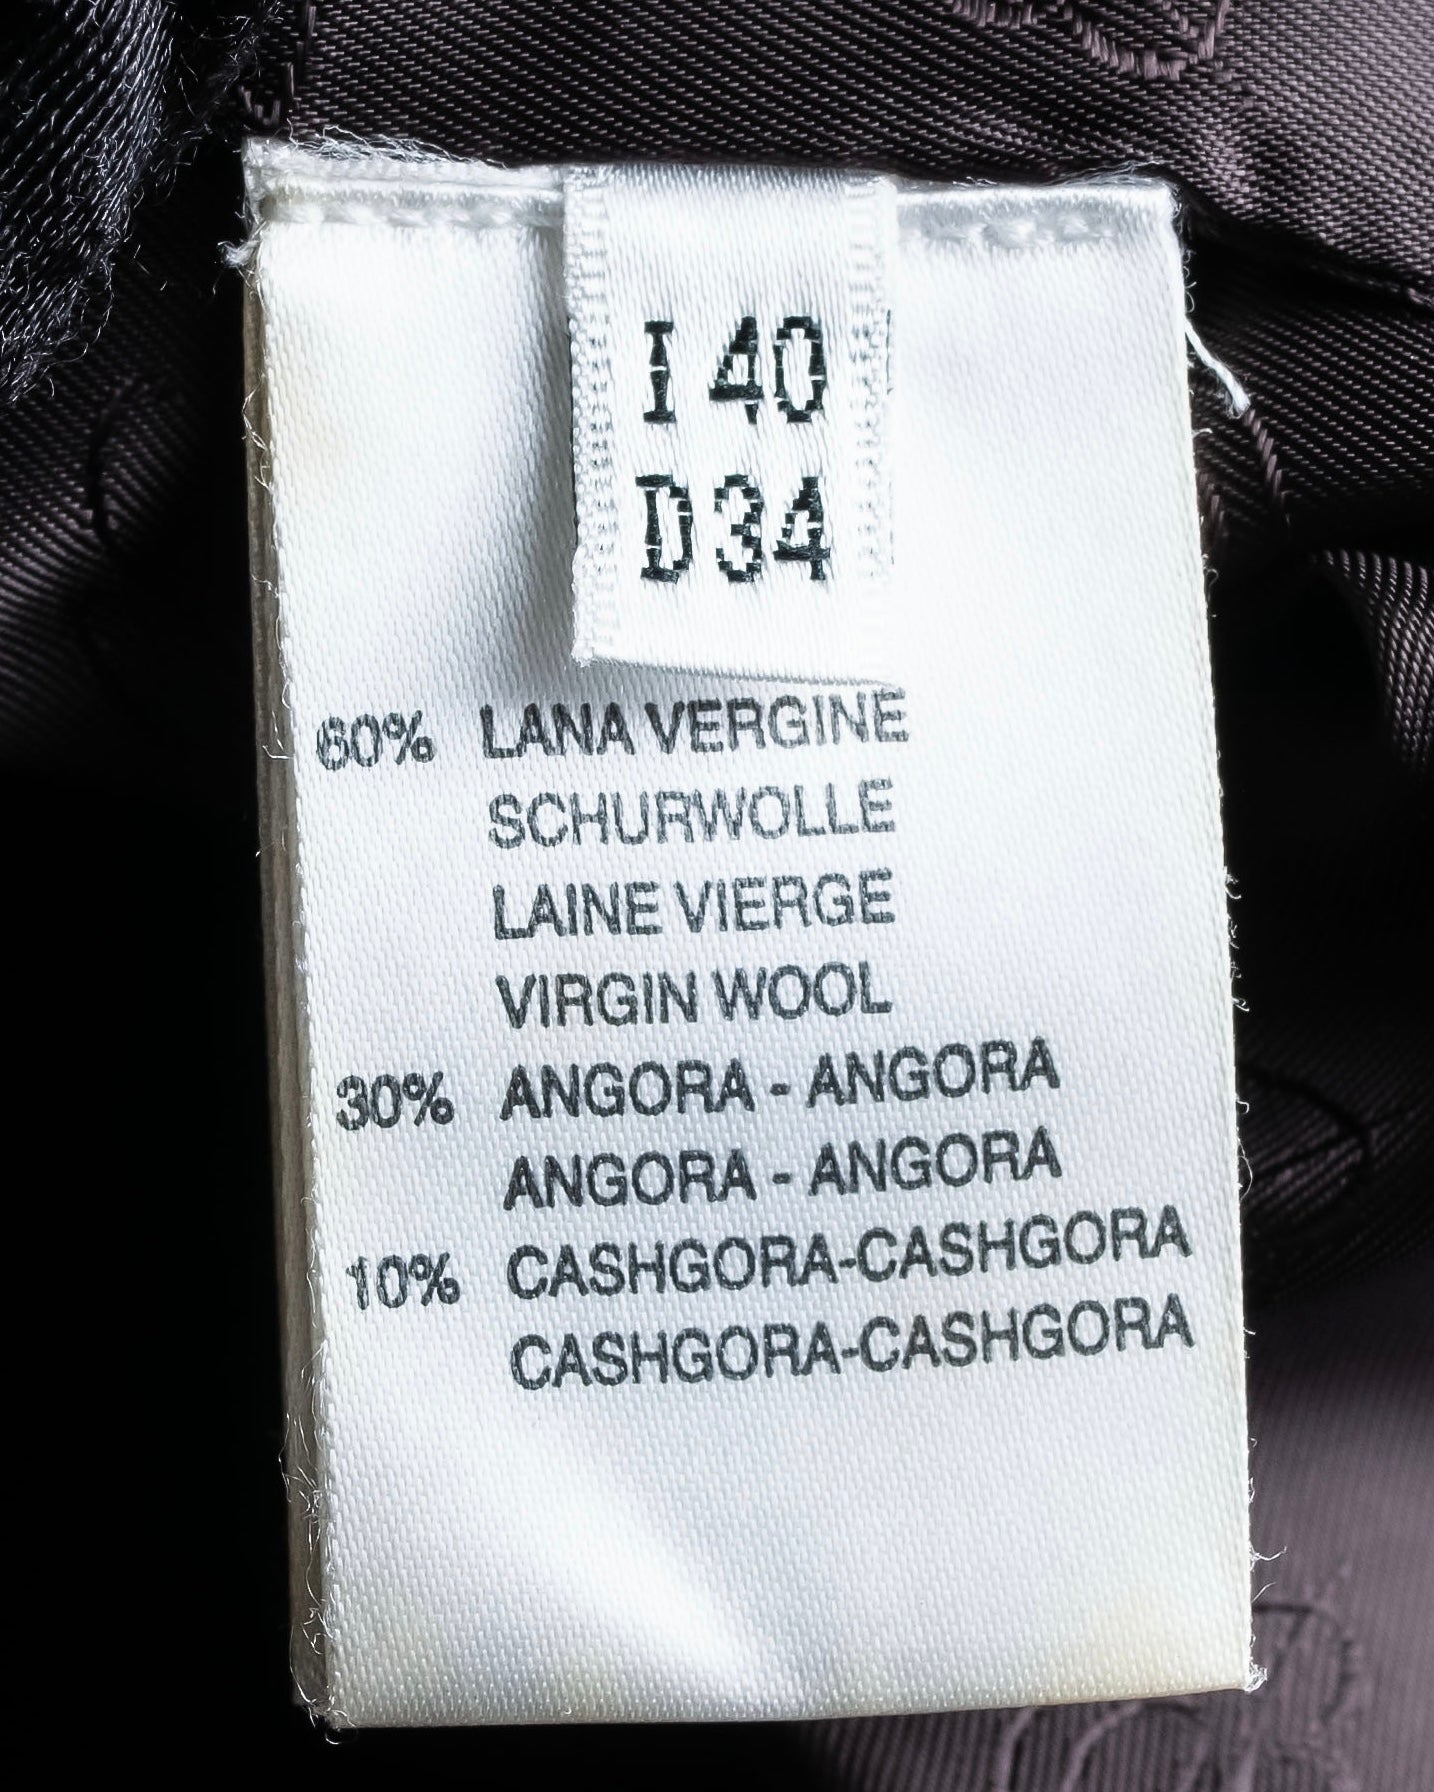 I 40
D 34
60% LANA VERGINE
SCHURWOLLE
LAINE VIERGE
VIRGIN WOOL
30% ANGORA - ANGORA
ANGORA - ANGORA
10% CASHGORA-CASHGORA
CASHGORA-CASHGORA